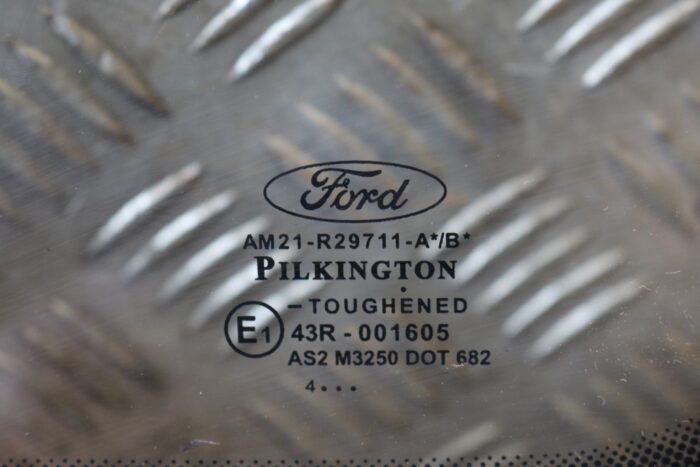 Ford
AM21-R29711-A*/B*
PILKINGTON
-TOUGHENED
E1 43R - 001605
AS2 M3250 DOT 682
4 • • •